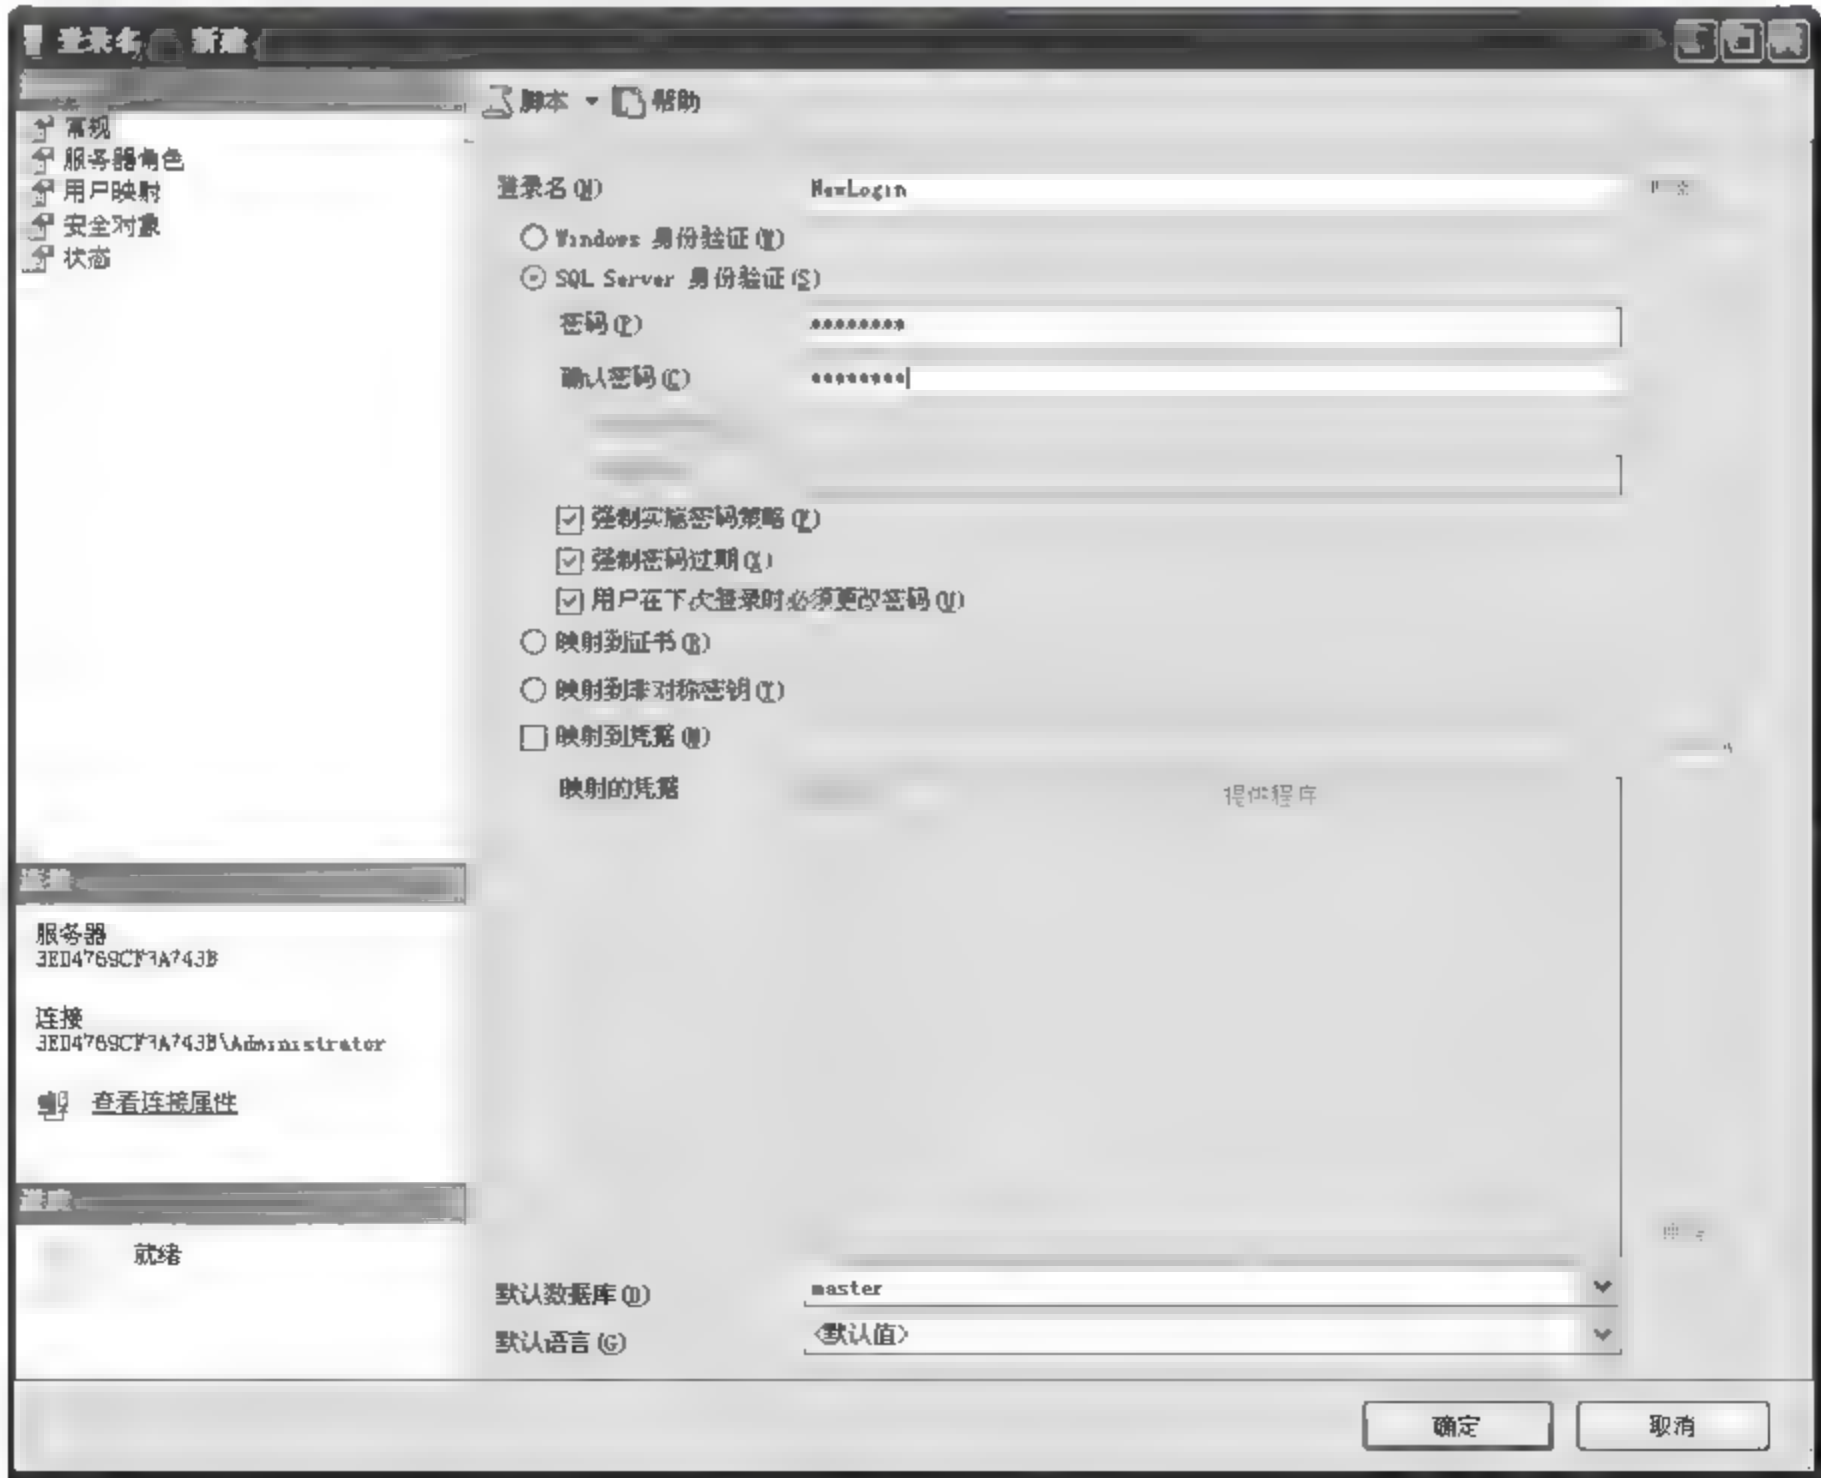 登录名 新建
常规
服务器角色
用户映射
安全对象
状态
脚本 帮助
登录名(N) NewLogin
Windows 身份验证(W)
SQL Server 身份验证(S)
密码(P) ********
确认密码(C) ********
强制实施密码策略(F)
强制密码过期(X)
用户在下次登录时必须更改密码(U)
映射到证书(R)
映射到非对称密钥(T)
映射到凭据(M)
映射的凭据 提供程序
连接
服务器
连接
\Administrator
查看连接属性
进度
就绪
默认数据库(D) master
默认语言(G) <默认值>
确定 取消